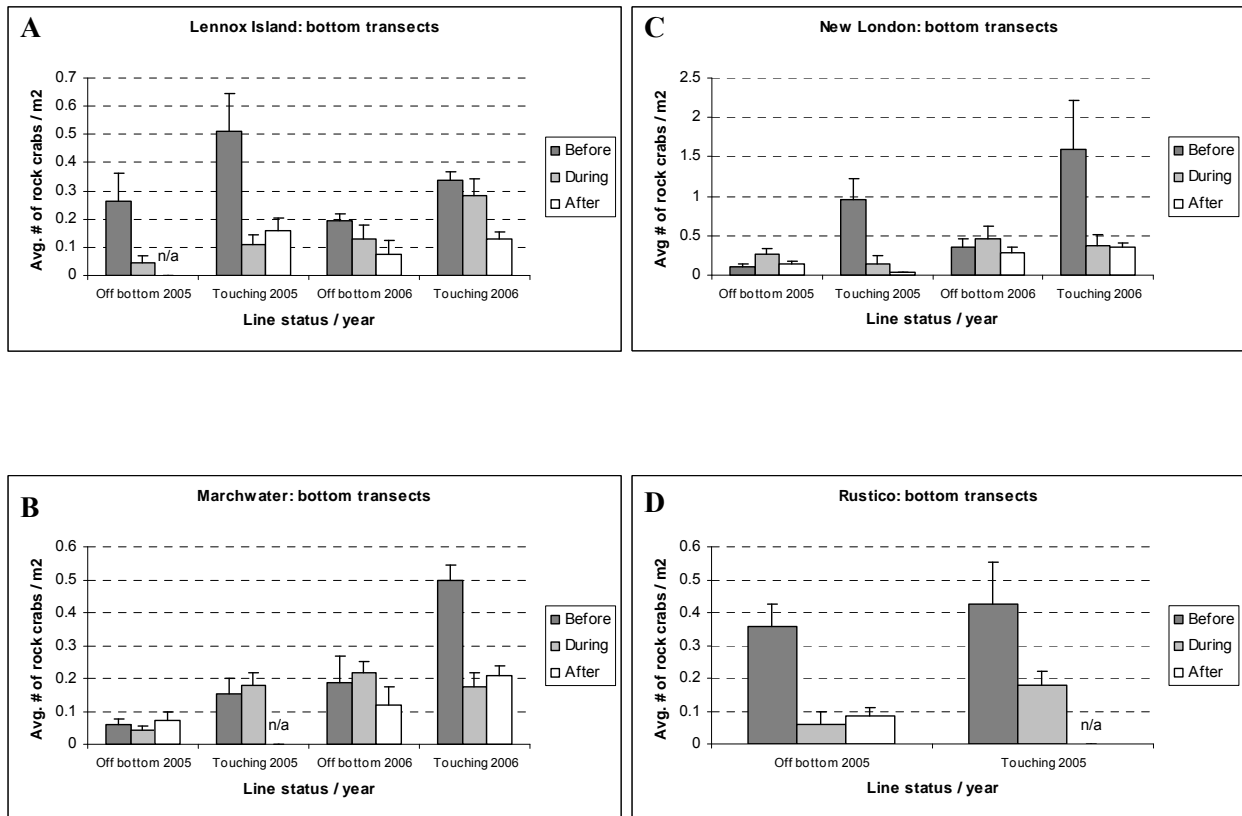 A
Lennox Island: bottom transects
Avg. # of rock crabs / m2
0.7
0.6
0.5
0.4
0.3
0.2
0.1
0
n/a
Off bottom 2005 Touching 2005 Off bottom 2006 Touching 2006
Line status / year
Before
During
After
C
New London: bottom transects
Avg. # of rock crabs / m2
2.5
2
1.5
1
0.5
0
Off bottom 2005 Touching 2005 Off bottom 2006 Touching 2006
Line status / year
Before
During
After
B
Marchwater: bottom transects
Avg. # of rock crabs / m2
0.6
0.5
0.4
0.3
0.2
0.1
0
n/a
Off bottom 2005 Touching 2005 Off bottom 2006 Touching 2006
Line status / year
Before
During
After
D
Rustico: bottom transects
Avg. # of rock crabs / m2
0.6
0.5
0.4
0.3
0.2
0.1
0
n/a
Off bottom 2005 Touching 2005
Line status / year
Before
During
After